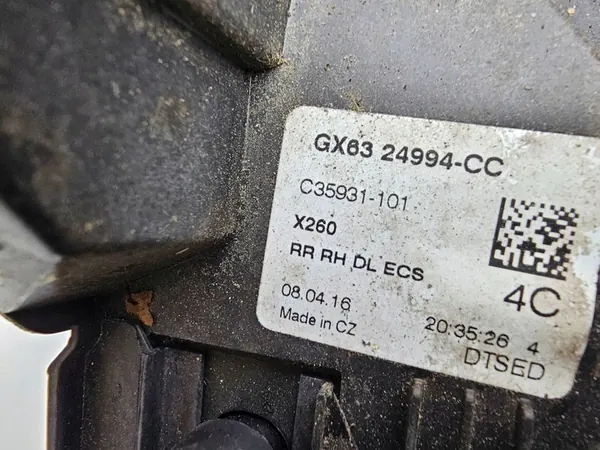 GX63 24994-CC
C35931-101
X260
RR RH DL ECS
4C
08.04.16
20:35:26 4
Made in CZ
DTSED